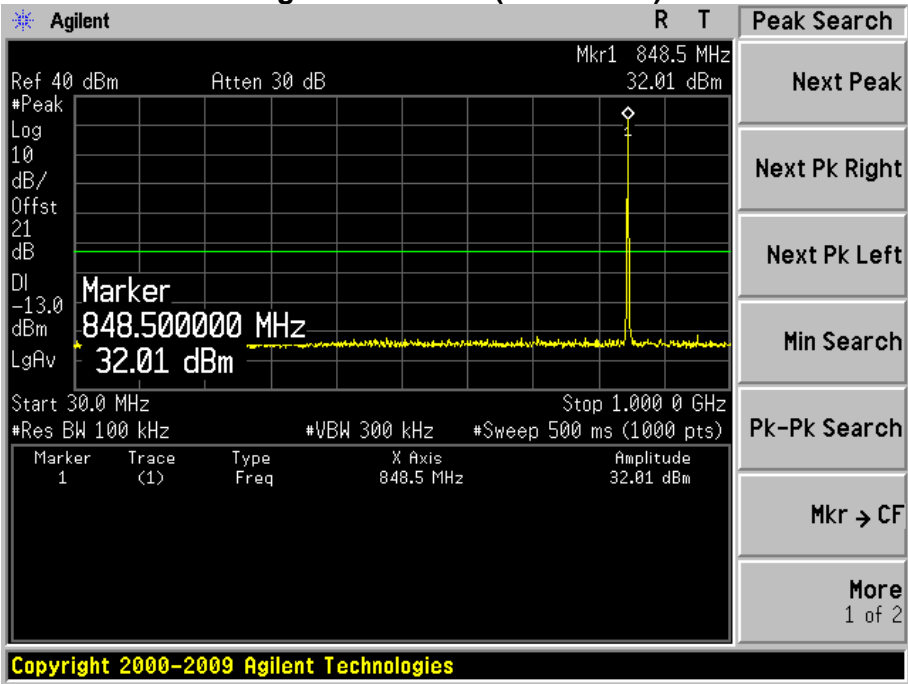 Agilent R T Peak Search
Mkr1 848.5 MHz
Ref 40 dBm Atten 30 dB 32.01 dBm
#Peak
Log
10
dB/
Offst
21
dB
DI
-13.0
dBm
LgAv
1
Marker
848.500000 MHz
32.01 dBm
Start 30.0 MHz Stop 1.000 0 GHz
#Res BW 100 kHz #VBW 300 kHz #Sweep 500 ms (1000 pts)
Marker Trace Type X Axis Amplitude
1 (1) Freq 848.5 MHz 32.01 dBm
Next Peak
Next Pk Right
Next Pk Left
Min Search
Pk-Pk Search
Mkr → CF
More
1 of 2
Copyright 2000-2009 Agilent Technologies